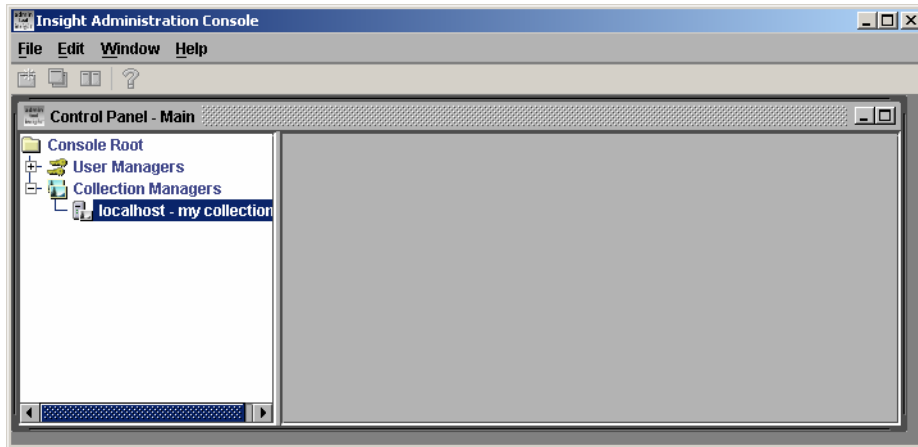 Insight Administration Console
File Edit Window Help
Control Panel - Main
Console Root
User Managers
Collection Managers
localhost - my collection